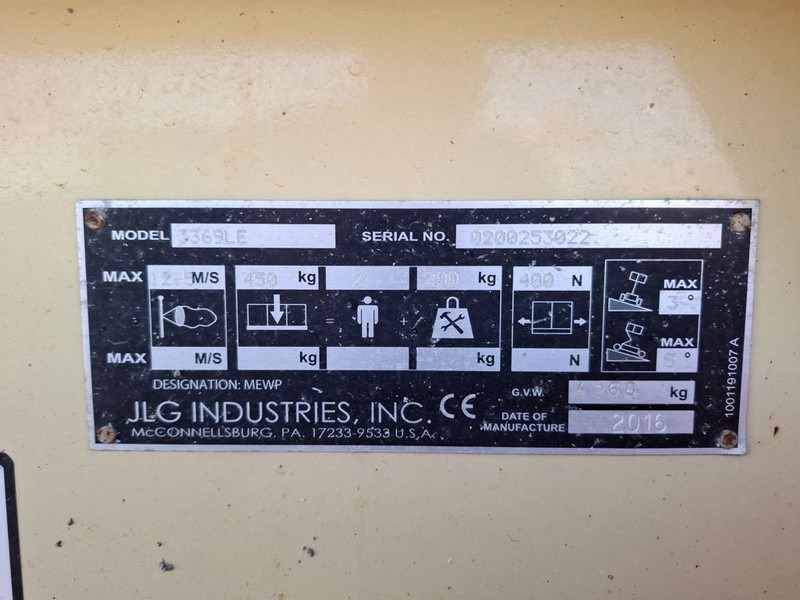 MODEL 3369LE SERIAL NO. 0200253022
MAX 12.5 M/S 450 kg 2 290 kg 400 N
= +
MAX 3 °
MAX M/S kg kg N
MAX 5 °
DESIGNATION: MEWP
G.V.W. kg
JLG INDUSTRIES, INC. CE
McCONNELLSBURG, PA. 17233-9533 U.S.A.
DATE OF
MANUFACTURE 2016
1001191007 A